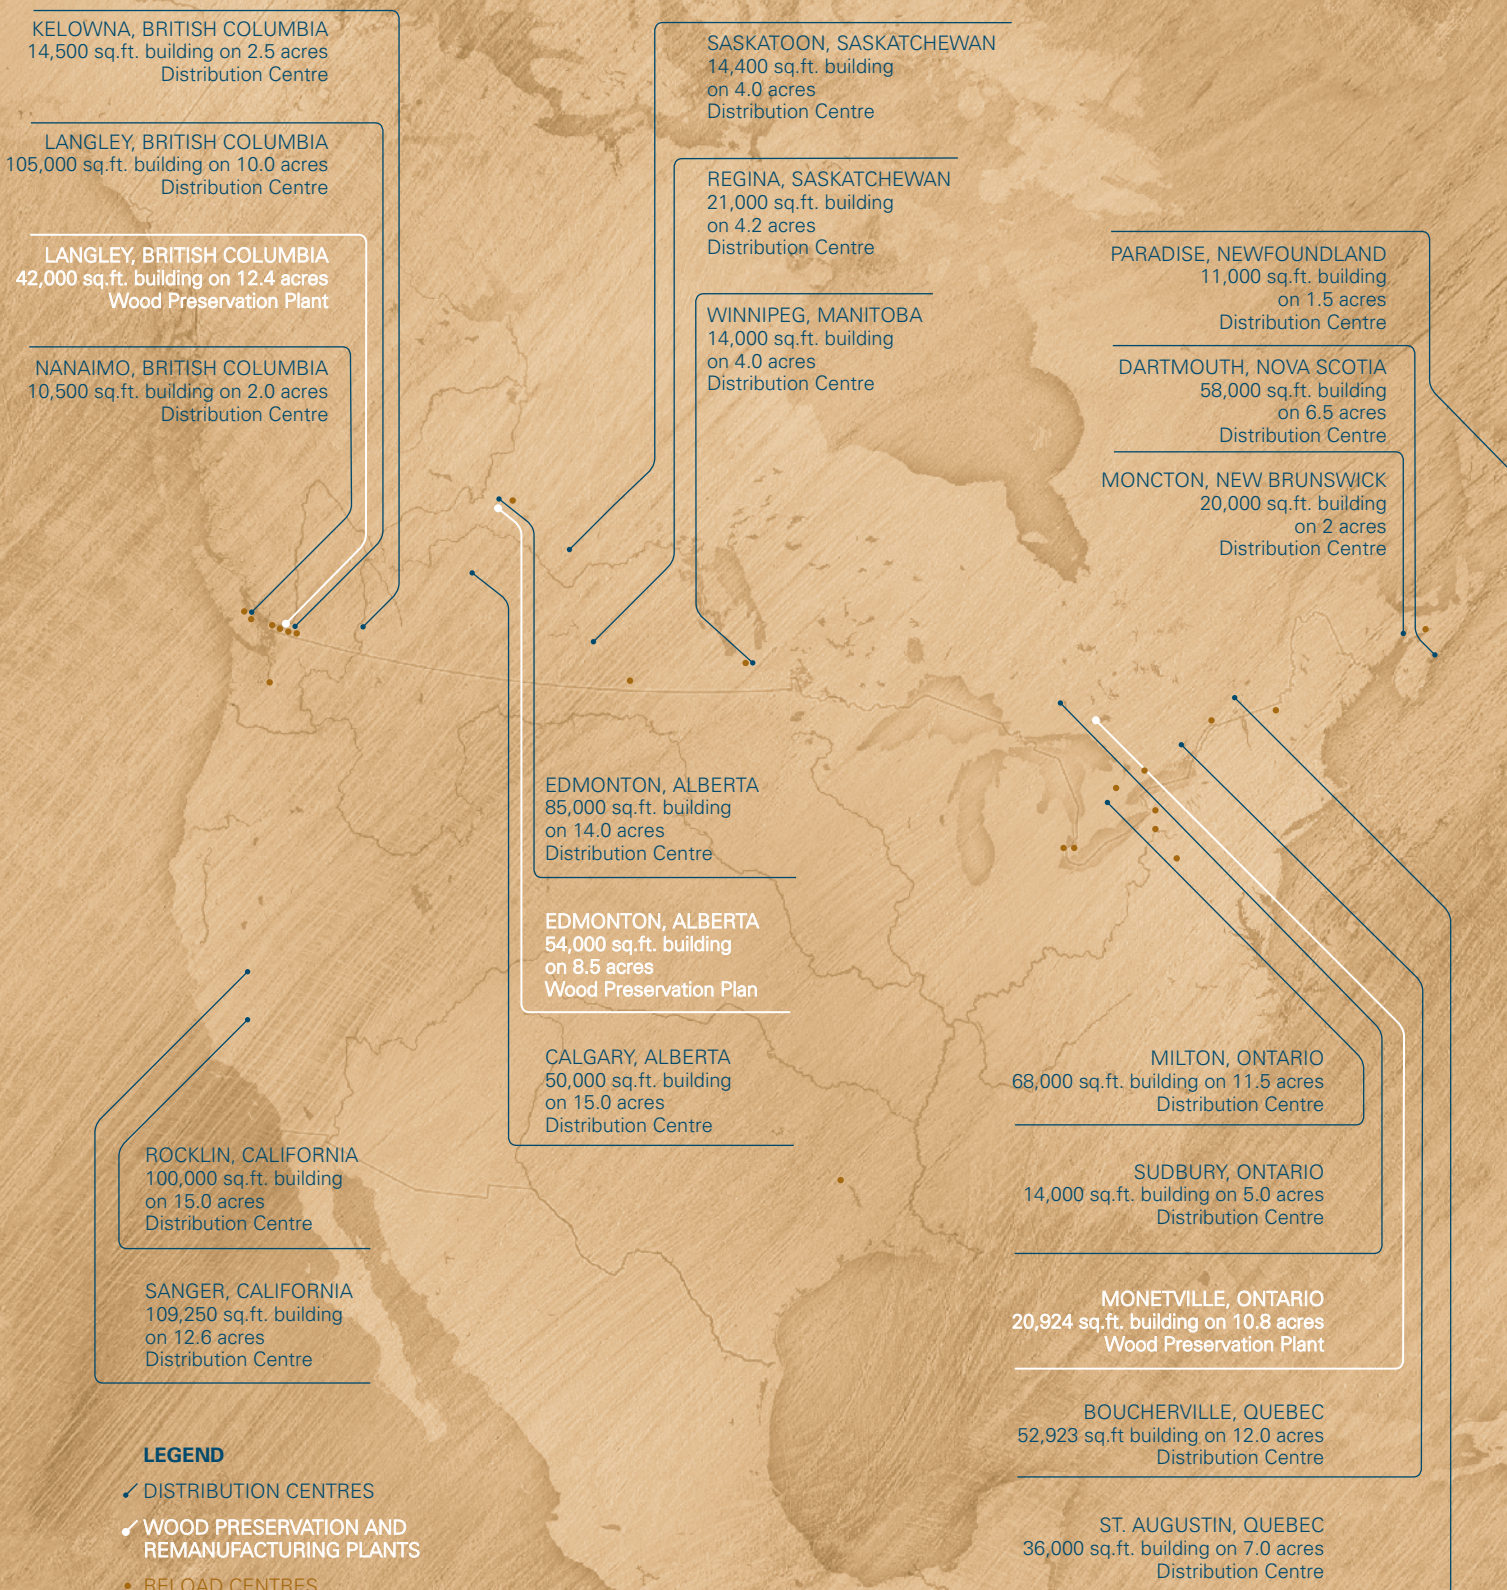 KELOWNA, BRITISH COLUMBIA
14,500 sq.ft. building on 2.5 acres
Distribution Centre
LANGLEY, BRITISH COLUMBIA
105,000 sq.ft. building on 10.0 acres
Distribution Centre
LANGLEY, BRITISH COLUMBIA
42,000 sq.ft. building on 12.4 acres
Wood Preservation Plant
NANAIMO, BRITISH COLUMBIA
10,500 sq.ft. building on 2.0 acres
Distribution Centre
SASKATOON, SASKATCHEWAN
14,400 sq.ft. building
on 4.0 acres
Distribution Centre
REGINA, SASKATCHEWAN
21,000 sq.ft. building
on 4.2 acres
Distribution Centre
WINNIPEG, MANITOBA
14,000 sq.ft. building
on 4.0 acres
Distribution Centre
PARADISE, NEWFOUNDLAND
11,000 sq.ft. building
on 1.5 acres
Distribution Centre
DARTMOUTH, NOVA SCOTIA
58,000 sq.ft. building
on 6.5 acres
Distribution Centre
MONCTON, NEW BRUNSWICK
20,000 sq.ft. building
on 2 acres
Distribution Centre
EDMONTON, ALBERTA
85,000 sq.ft. building
on 14.0 acres
Distribution Centre
EDMONTON, ALBERTA
54,000 sq.ft. building
on 8.5 acres
Wood Preservation Plan
CALGARY, ALBERTA
50,000 sq.ft. building
on 15.0 acres
Distribution Centre
ROCKLIN, CALIFORNIA
100,000 sq.ft. building
on 15.0 acres
Distribution Centre
SANGER, CALIFORNIA
109,250 sq.ft. building
on 12.6 acres
Distribution Centre
MILTON, ONTARIO
68,000 sq.ft. building on 11.5 acres
Distribution Centre
SUDBURY, ONTARIO
14,000 sq.ft. building on 5.0 acres
Distribution Centre
MONETVILLE, ONTARIO
20,924 sq.ft. building on 10.8 acres
Wood Preservation Plant
BOUCHERVILLE, QUEBEC
52,923 sq.ft building on 12.0 acres
Distribution Centre
ST. AUGUSTIN, QUEBEC
36,000 sq.ft. building on 7.0 acres
Distribution Centre
LEGEND
DISTRIBUTION CENTRES
WOOD PRESERVATION AND
REMANUFACTURING PLANTS
RELOAD CENTRES